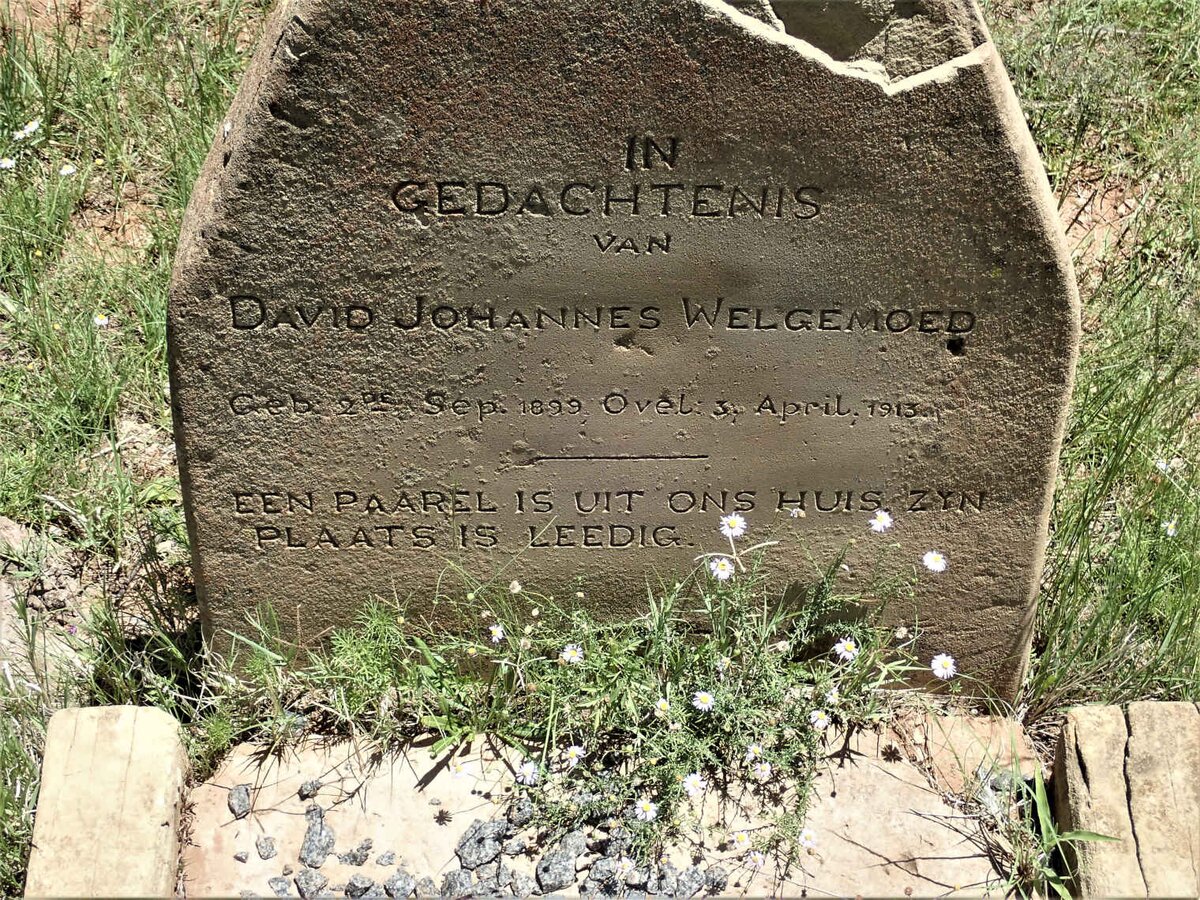 IN
GEDACHTENIS
VAN
DAVID JOHANNES WELGEMOED
Geb. 2de Sep. 1899. Ovel: 3, April, 1913.
EEN PAAREL IS UIT ONS HUIS ZYN
PLAATS IS LEEDIG.